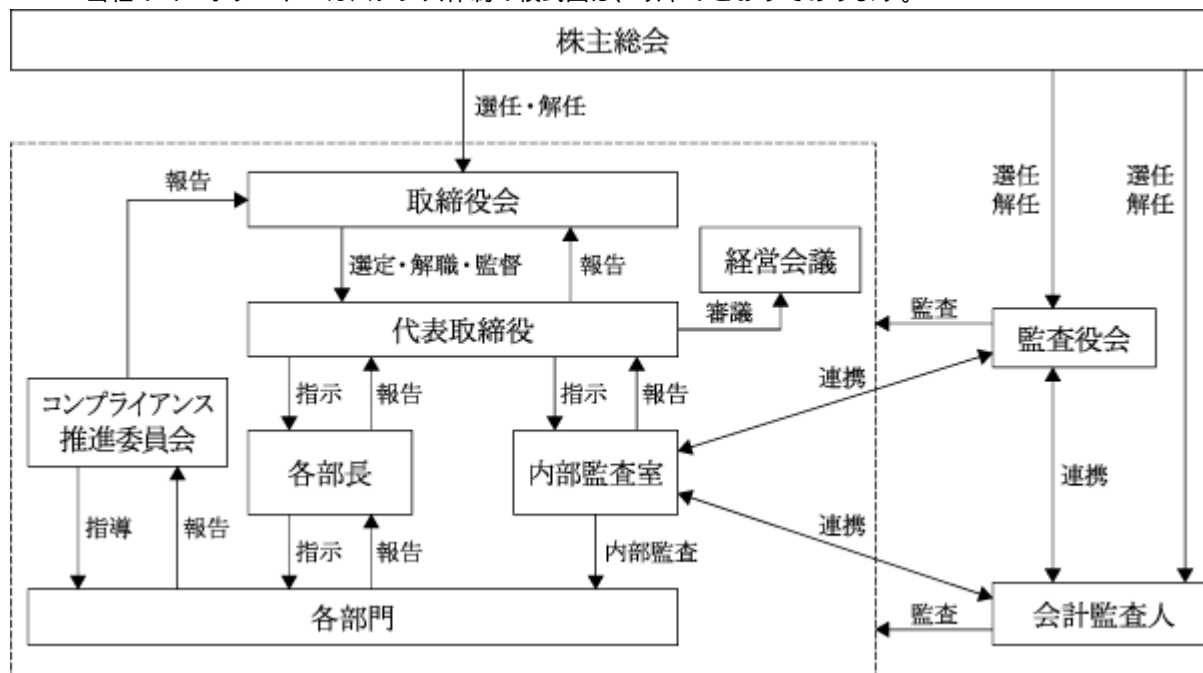 株主総会
選任・解任
選任
解任
選任
解任
報告
取締役会
選定・解職・監督
報告
経営会議
代表取締役
審議
監査
監査役会
連携
指示
報告
指示
報告
コンプライアンス
推進委員会
各部長
内部監査室
連携
指導
報告
指示
報告
内部監査
連携
各部門
監査
会計監査人